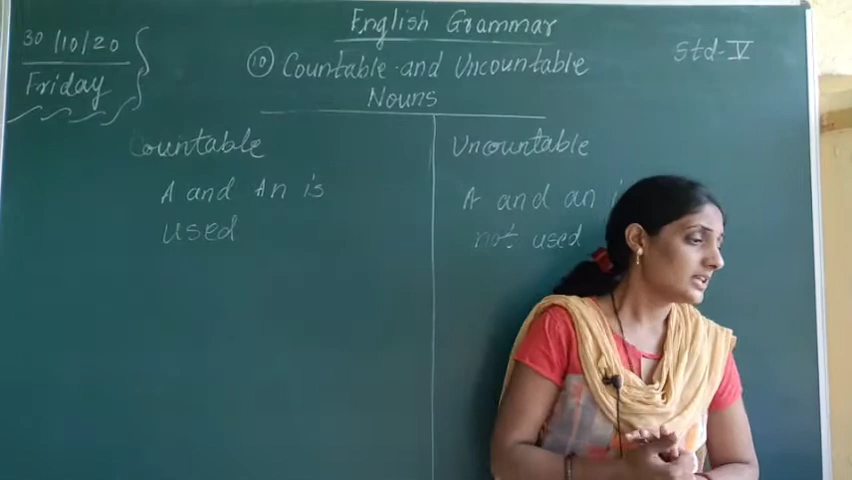 30/10/20
Friday
English Grammar
⑩ Countable and Uncountable
Nouns
Std-V
Countable
A and An is
used
Uncountable
A and an
not used